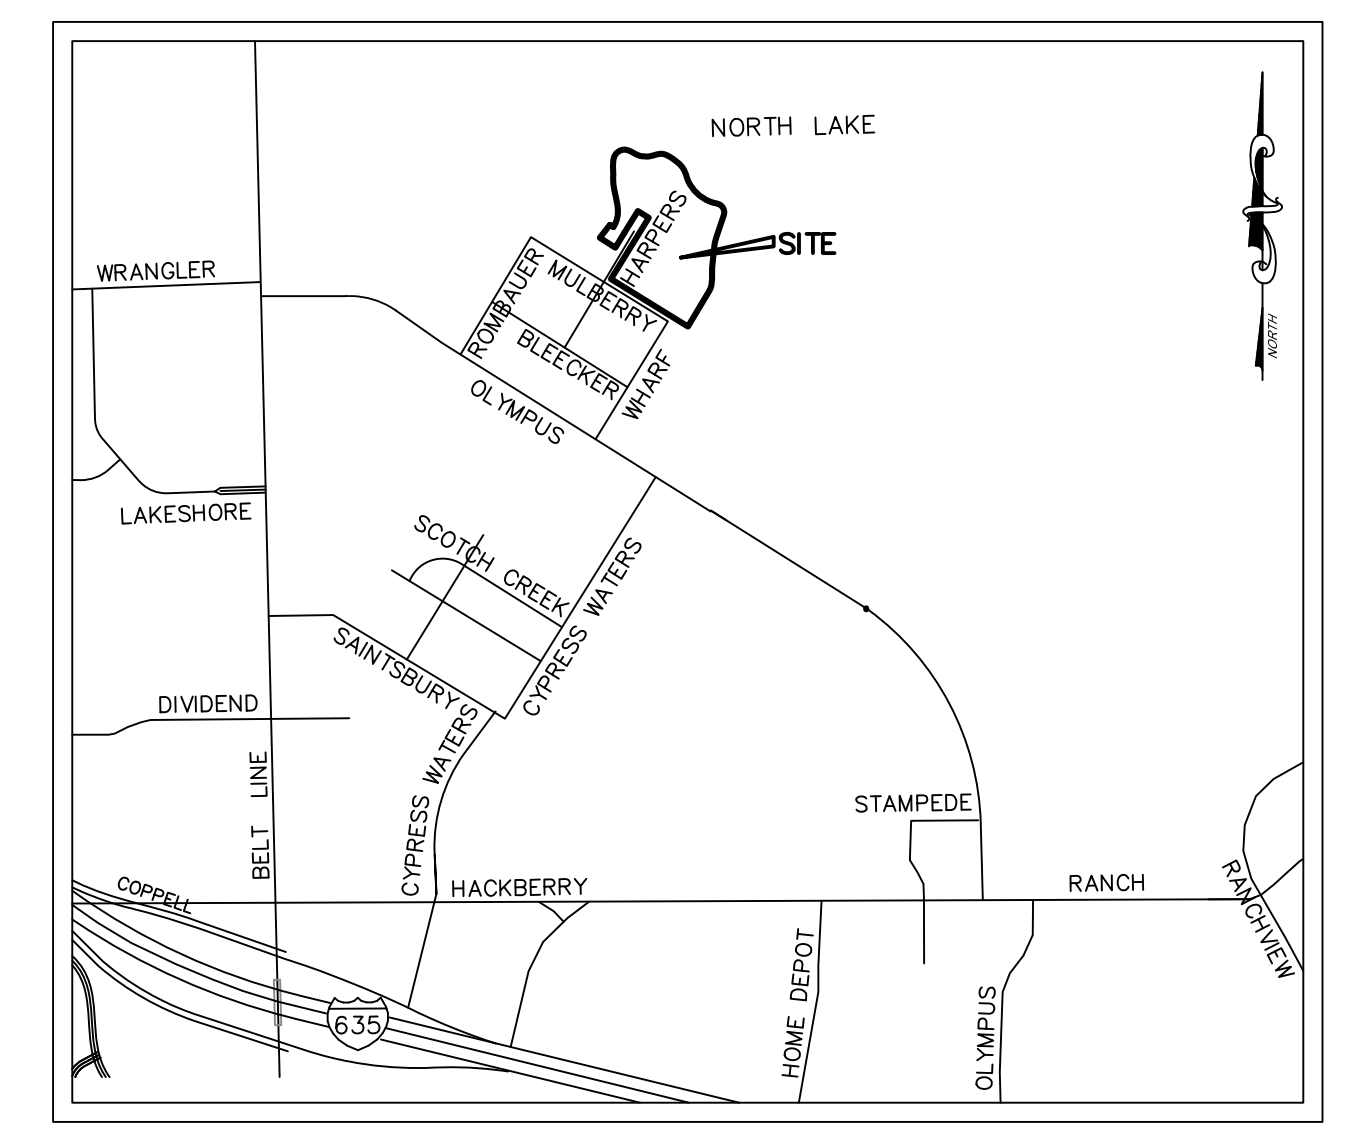 NORTH LAKE
HARPERS
SITE
WRANGLER
MULBERRY
ROMBAUER
NORTH
BLEECKER
WHARF
OLYMPUS
LAKESHORE
SCOTCH CREEK
CYPRESS WATERS
SAINTSBURY
DIVIDEND
CYPRESS WATERS
BELT LINE
STAMPEDE
COPPELL
HACKBERRY
RANCH
RANCHVIEW
HOME DEPOT
OLYMPUS
635